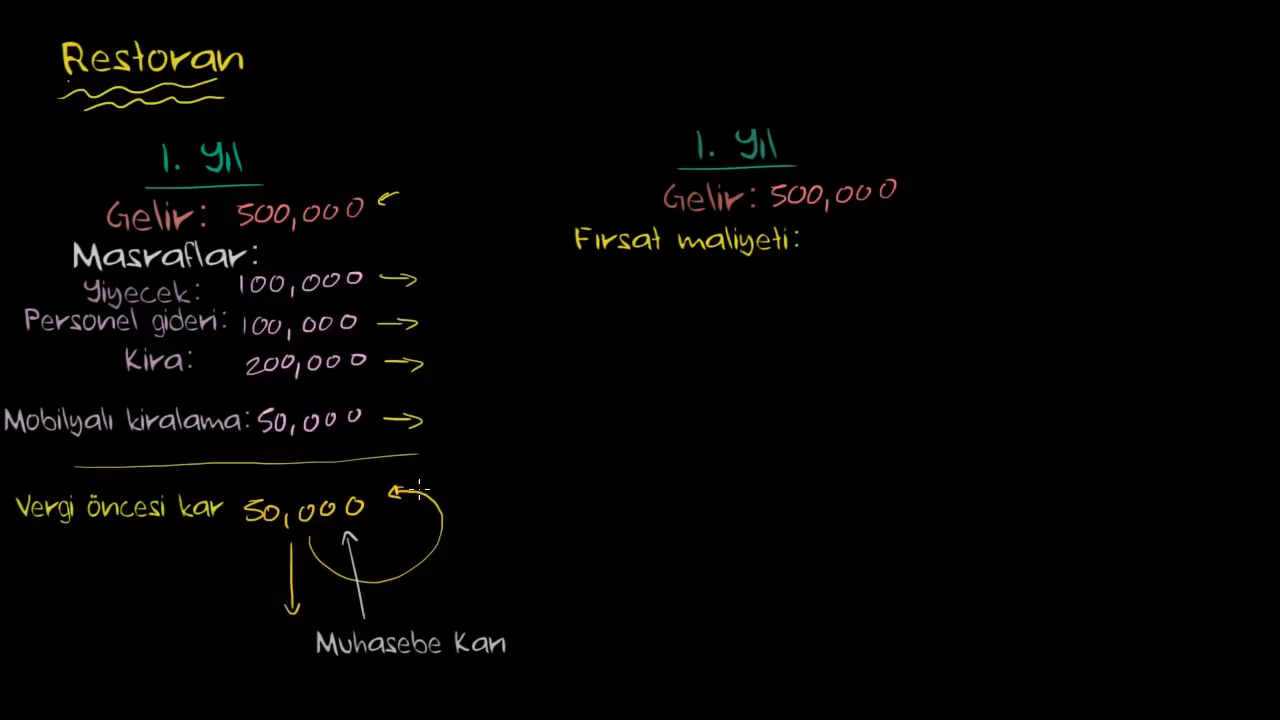 Restoran
1. Yıl
Gelir: 500,000
Masraflar:
Yiyecek: 100,000
Personel gideri: 100,000
Kira: 200,000
Mobilyalı kiralama: 50,000
Vergi öncesi kar 50,000
Muhasebe Karı
1. Yıl
Gelir: 500,000
Fırsat maliyeti: